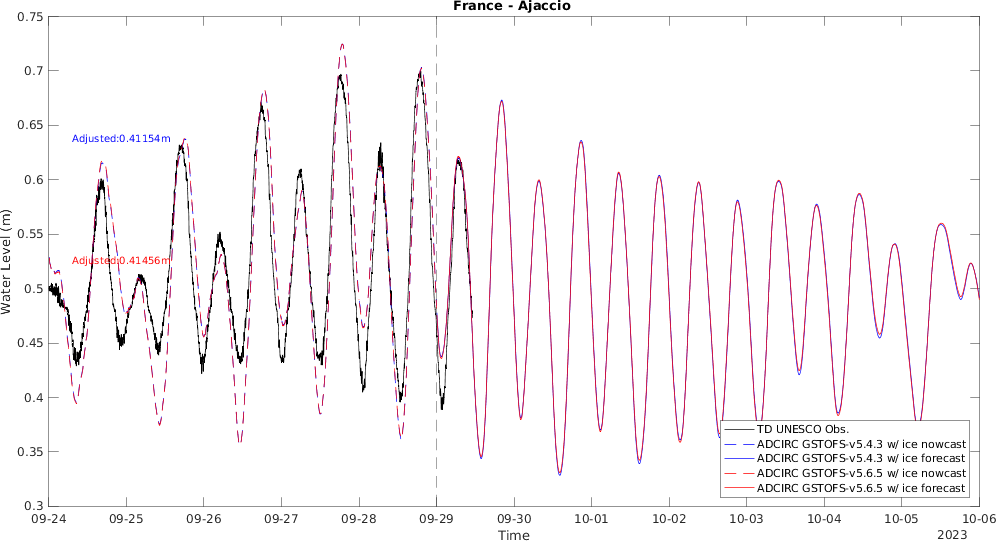 France - Ajaccio
0.75
0.7
0.65
0.6
0.55
0.5
0.45
0.4
0.35
0.3
Water Level (m)
Adjusted:0.41154m
Adjusted:0.41456m
TD UNESCO Obs.
ADCIRC GSTOFS-v5.4.3 w/ ice nowcast
ADCIRC GSTOFS-v5.4.3 w/ ice forecast
ADCIRC GSTOFS-v5.6.5 w/ ice nowcast
ADCIRC GSTOFS-v5.6.5 w/ ice forecast
09-24 09-25 09-26 09-27 09-28 09-29 09-30 10-01 10-02 10-03 10-04 10-05 10-06
Time
2023